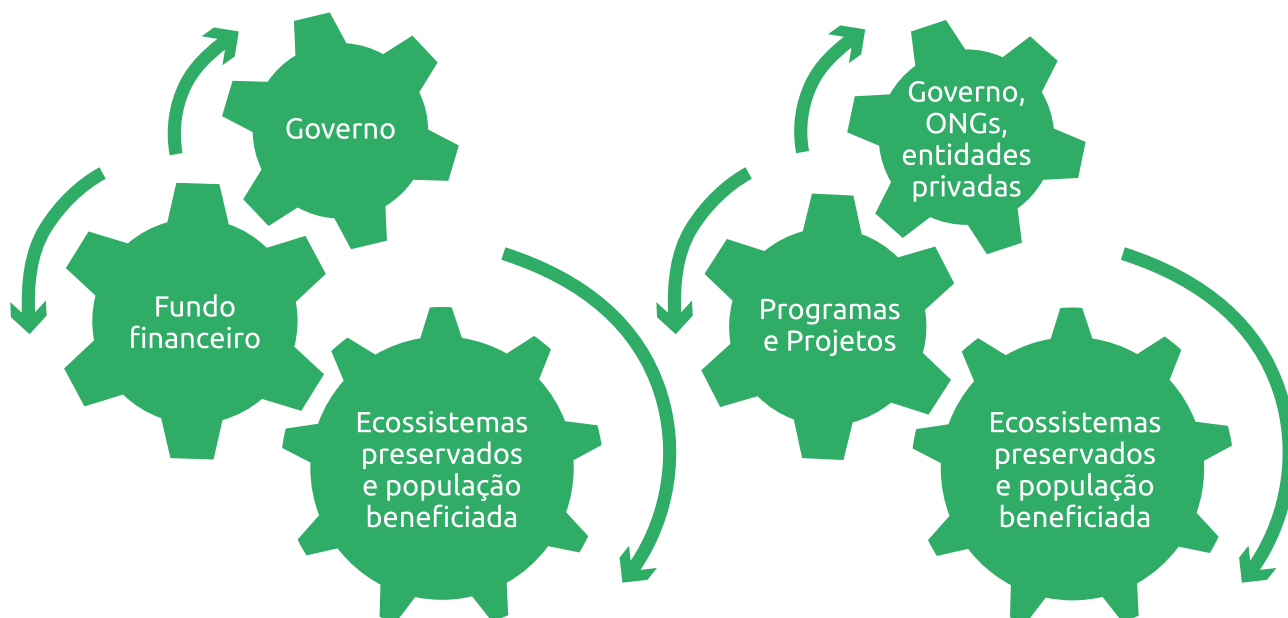 Governo
Fundo
financeiro
Ecossistemas
preservados
e população
beneficiada
Governo,
ONGs,
entidades
privadas
Programas
e Projetos
Ecossistemas
preservados
e população
beneficiada